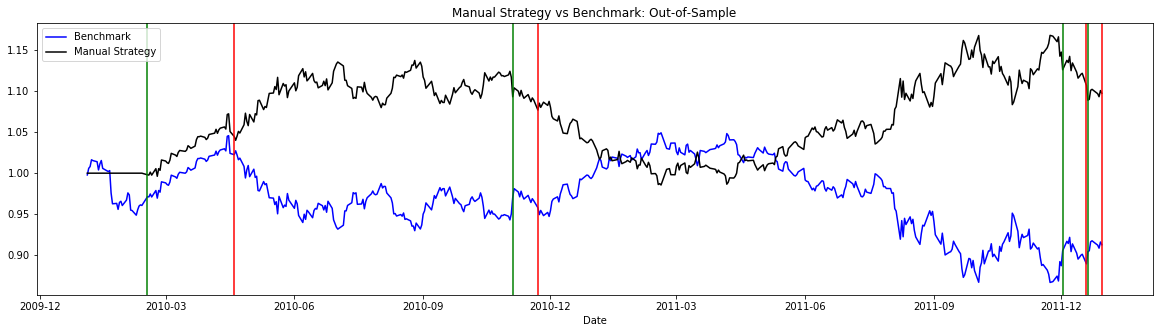 Manual Strategy vs Benchmark: Out-of-Sample
Benchmark
Manual Strategy
1.15
1.10
1.05
1.00
0.95
0.90
2009-12 2010-03 2010-06 2010-09 2010-12 2011-03 2011-06 2011-09 2011-12
Date